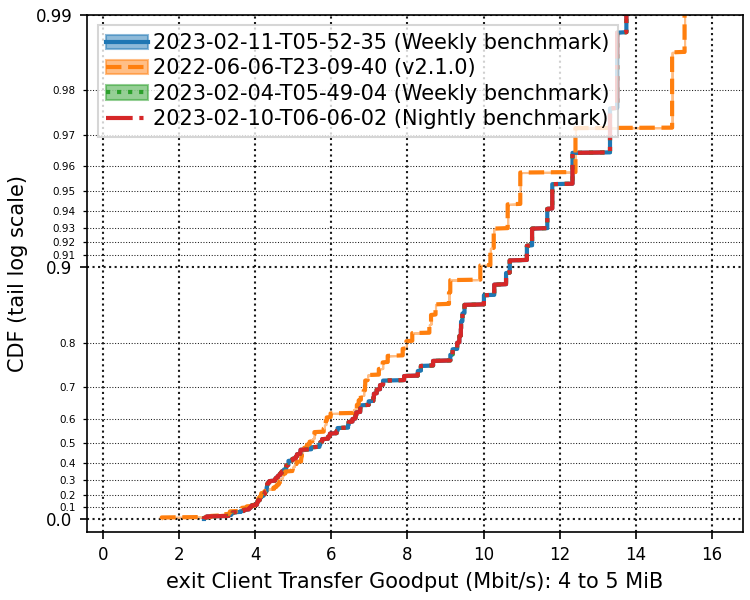 0.99
2023-02-11-T05-52-35 (Weekly benchmark)
2022-06-06-T23-09-40 (v2.1.0)
2023-02-04-T05-49-04 (Weekly benchmark)
2023-02-10-T06-06-02 (Nightly benchmark)
0.98
0.97
0.96
0.95
0.94
0.93
0.92
0.91
0.9
0.8
0.7
0.6
0.5
0.4
0.3
0.2
0.1
0.0
CDF (tail log scale)
0 2 4 6 8 10 12 14 16
exit Client Transfer Goodput (Mbit/s): 4 to 5 MiB